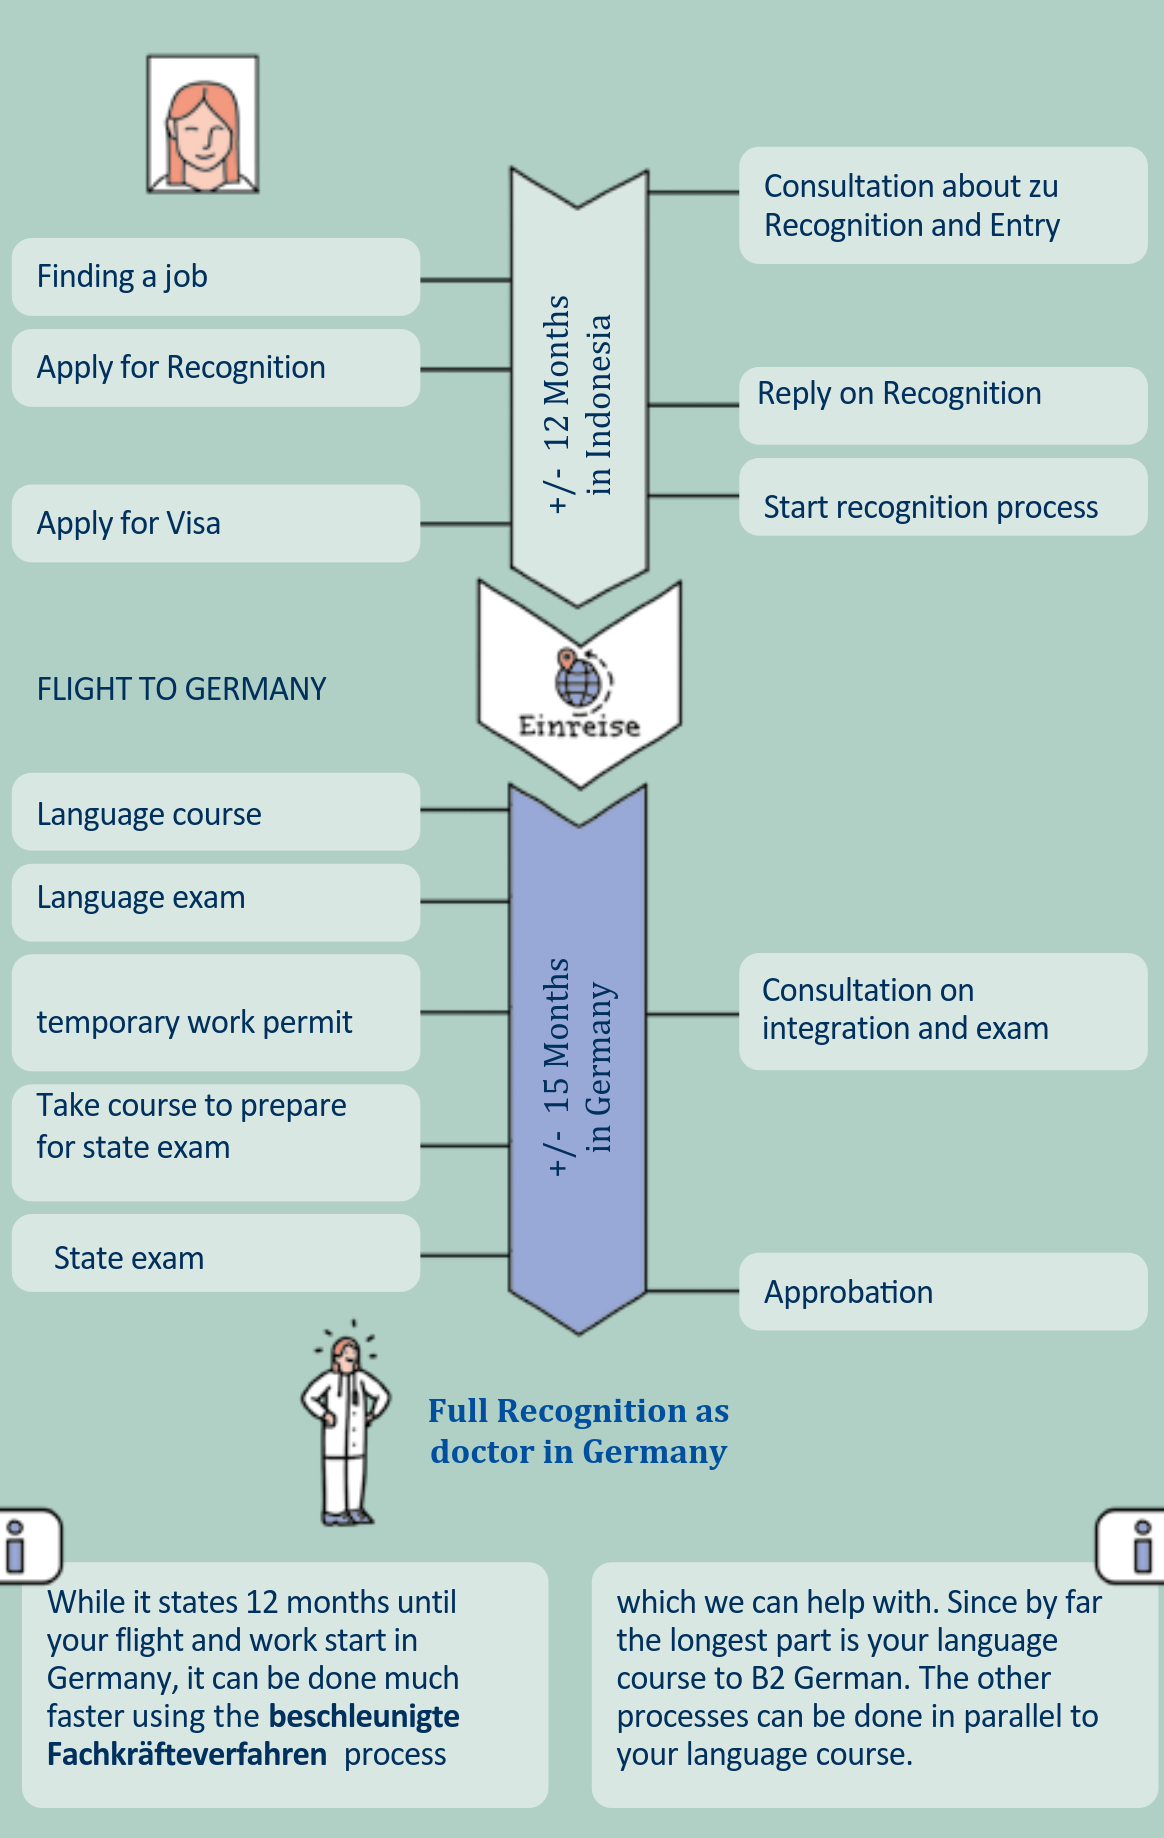 Consultation about zu
Recognition and Entry
Finding a job
Apply for Recognition
Reply on Recognition
Start recognition process
Apply for Visa
+/- 12 Months
in Indonesia
FLIGHT TO GERMANY
Einreise
Language course
Language exam
temporary work permit
Consultation on
integration and exam
Take course to prepare
for state exam
+/- 15 Months
in Germany
State exam
Approbation
Full Recognition as
doctor in Germany
i
While it states 12 months until
your flight and work start in
Germany, it can be done much
faster using the beschleunigte
Fachkräfteverfahren process
i
which we can help with. Since by far
the longest part is your language
course to B2 German. The other
processes can be done in parallel to
your language course.